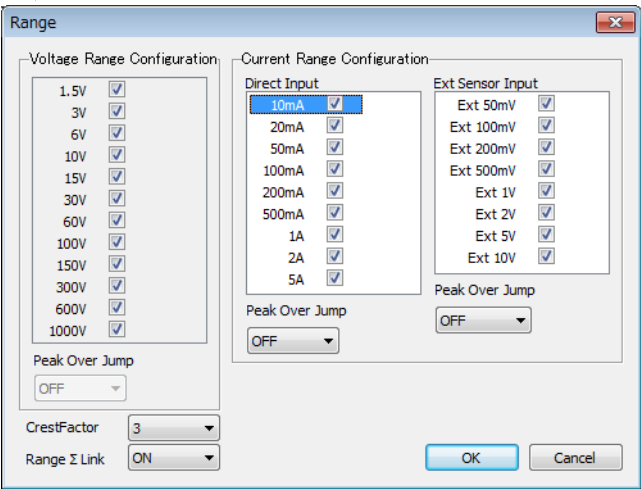 Range
Voltage Range Configuration
1.5V
3V
6V
10V
15V
30V
60V
100V
150V
300V
600V
1000V
Peak Over Jump
OFF
Current Range Configuration
Direct Input
10mA
20mA
50mA
100mA
200mA
500mA
1A
2A
5A
Peak Over Jump
OFF
Ext Sensor Input
Ext 50mV
Ext 100mV
Ext 200mV
Ext 500mV
Ext 1V
Ext 2V
Ext 5V
Ext 10V
Peak Over Jump
OFF
CrestFactor 3
Range Σ Link ON
OK Cancel